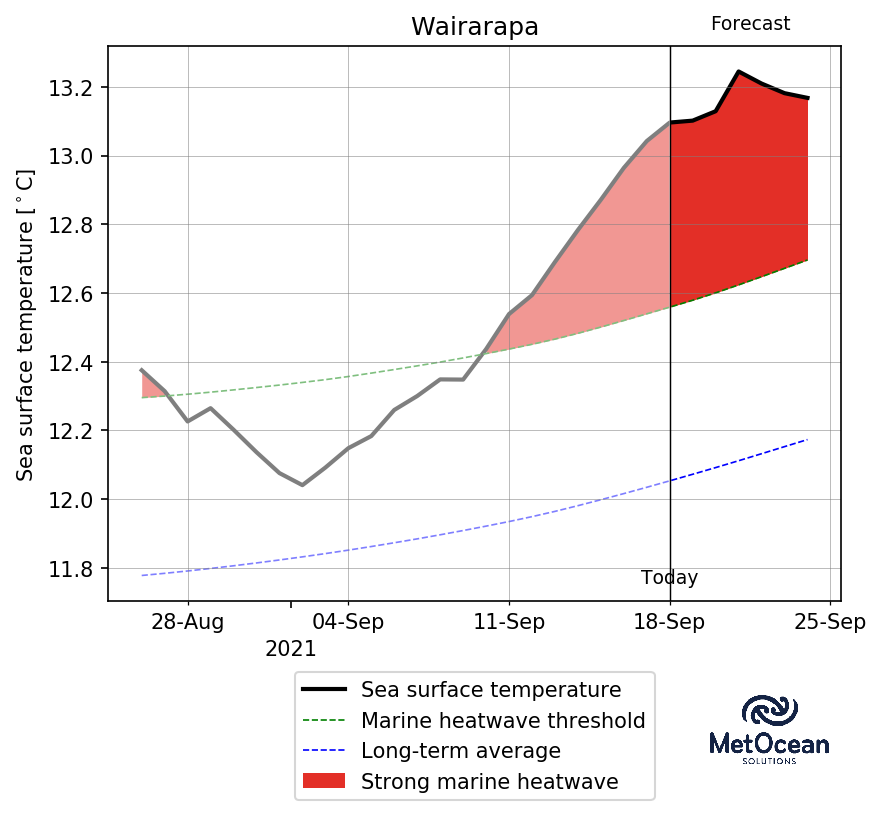 Wairarapa
Forecast
Sea surface temperature [°C]
13.2
13.0
12.8
12.6
12.4
12.2
12.0
11.8
Today
28-Aug 04-Sep 11-Sep 18-Sep 25-Sep
2021
Sea surface temperature
Marine heatwave threshold
Long-term average
Strong marine heatwave
MetOcean
SOLUTIONS